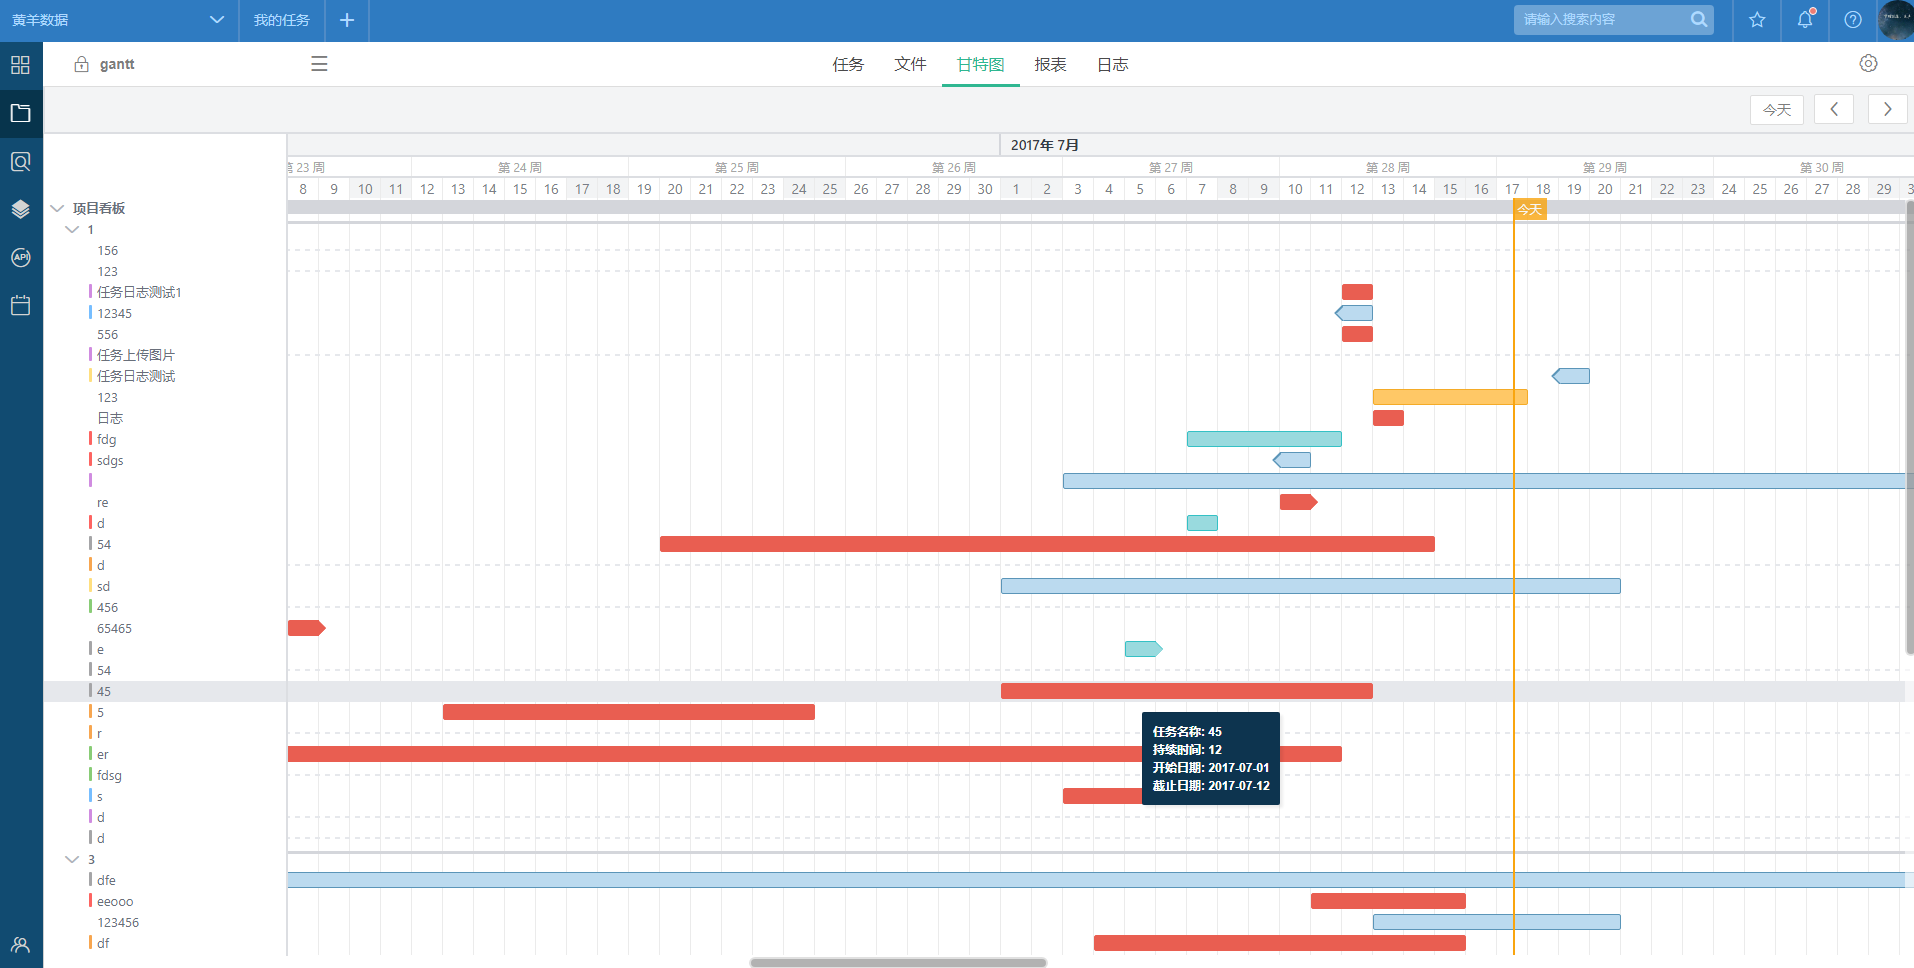 黄羊数据
我的任务
请输入搜索内容
gantt
任务 文件 甘特图 报表 日志
今天
2017年 7月
第 23 周 第 24 周 第 25 周 第 26 周 第 27 周 第 28 周 第 29 周 第 30 周
8 9 10 11 12 13 14 15 16 17 18 19 20 21 22 23 24 25 26 27 28 29 30 1 2 3 4 5 6 7 8 9 10 11 12 13 14 15 16 17 18 19 20 21 22 23 24 25 26 27 28 29
项目看板
今天
1
156
123
任务日志测试1
12345
556
任务上传图片
任务日志测试
123
日志
fdg
sdgs
re
d
54
d
sd
456
65465
e
54
45
5
r
er
fdsg
s
d
d
任务名称: 45
持续时间: 12
开始日期: 2017-07-01
截止日期: 2017-07-12
3
dfe
eeooo
123456
df
API